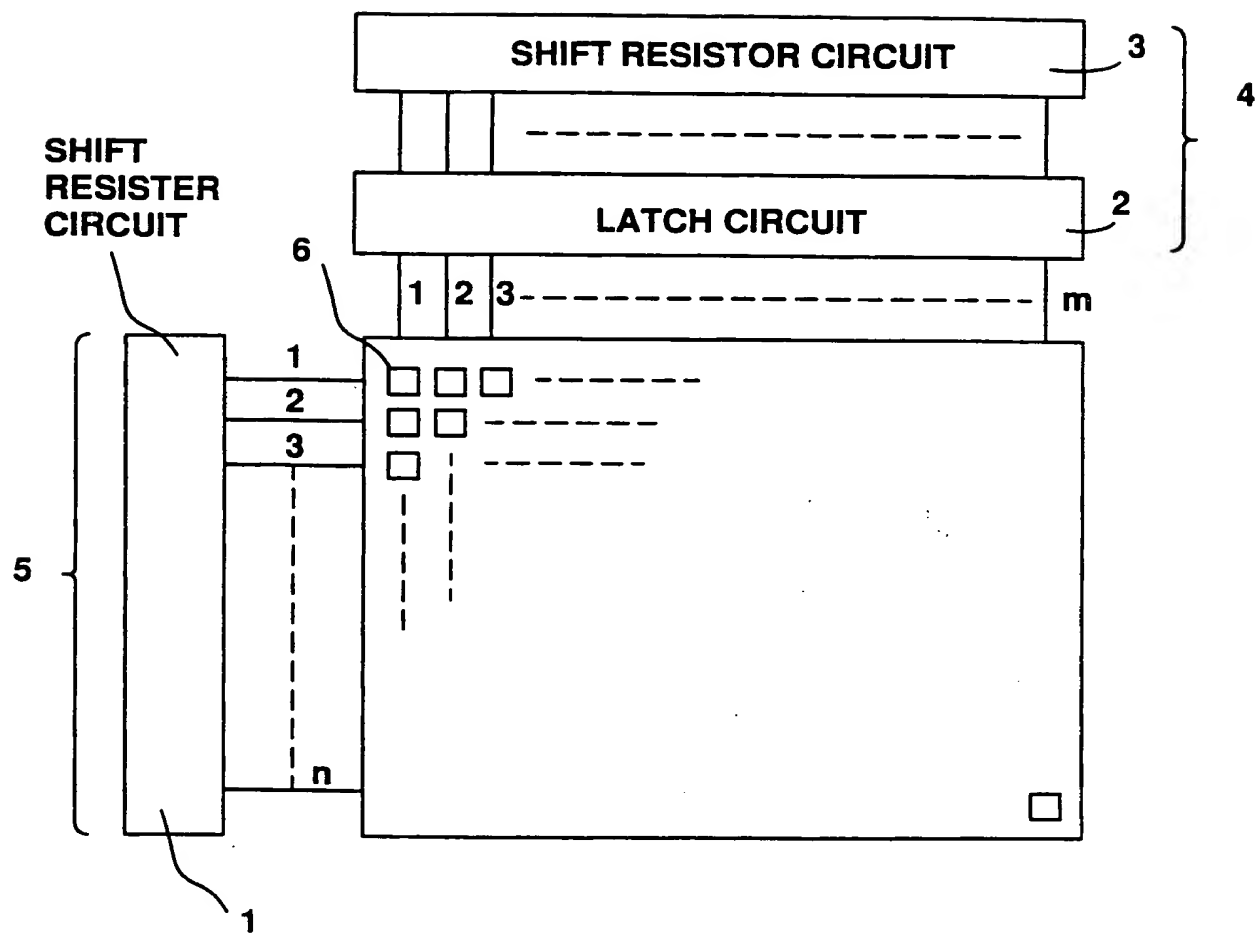 SHIFT RESISTOR CIRCUIT
3
4
SHIFT
RESISTER
CIRCUIT
LATCH CIRCUIT
2
6
1 2 3 m
5
1
2
3
n
1